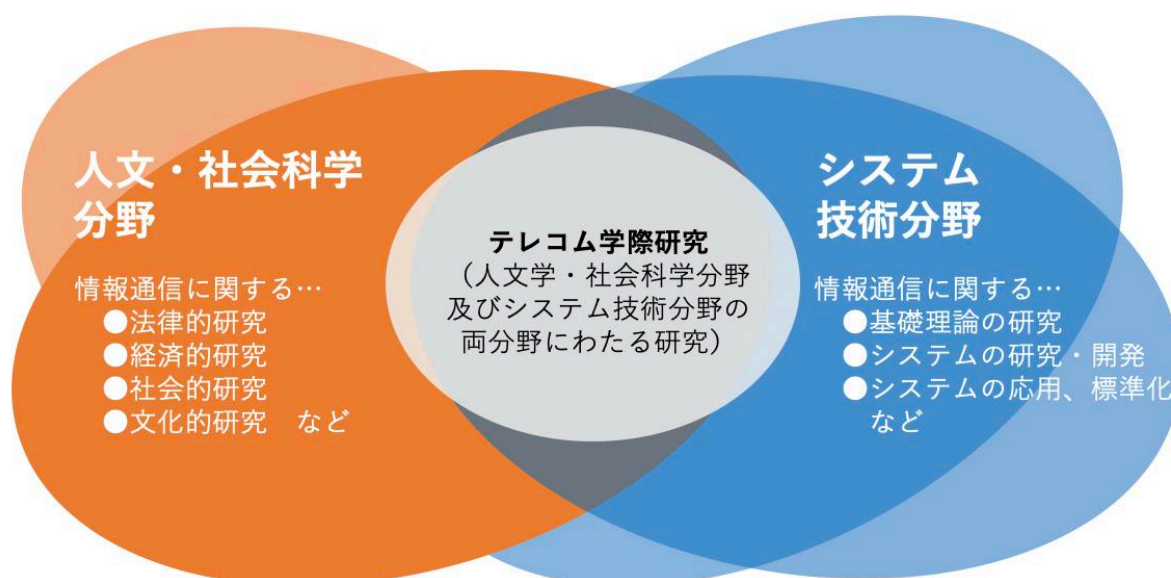 人文・社会科学
分野
情報通信に関する…
●法律的研究
●経済的研究
●社会的研究
●文化的研究　など
テレコム学際研究
（人文学・社会科学分野
及びシステム技術分野の
両分野にわたる研究）
システム
技術分野
情報通信に関する…
●基礎理論の研究
●システムの研究・開発
●システムの応用、標準化
など